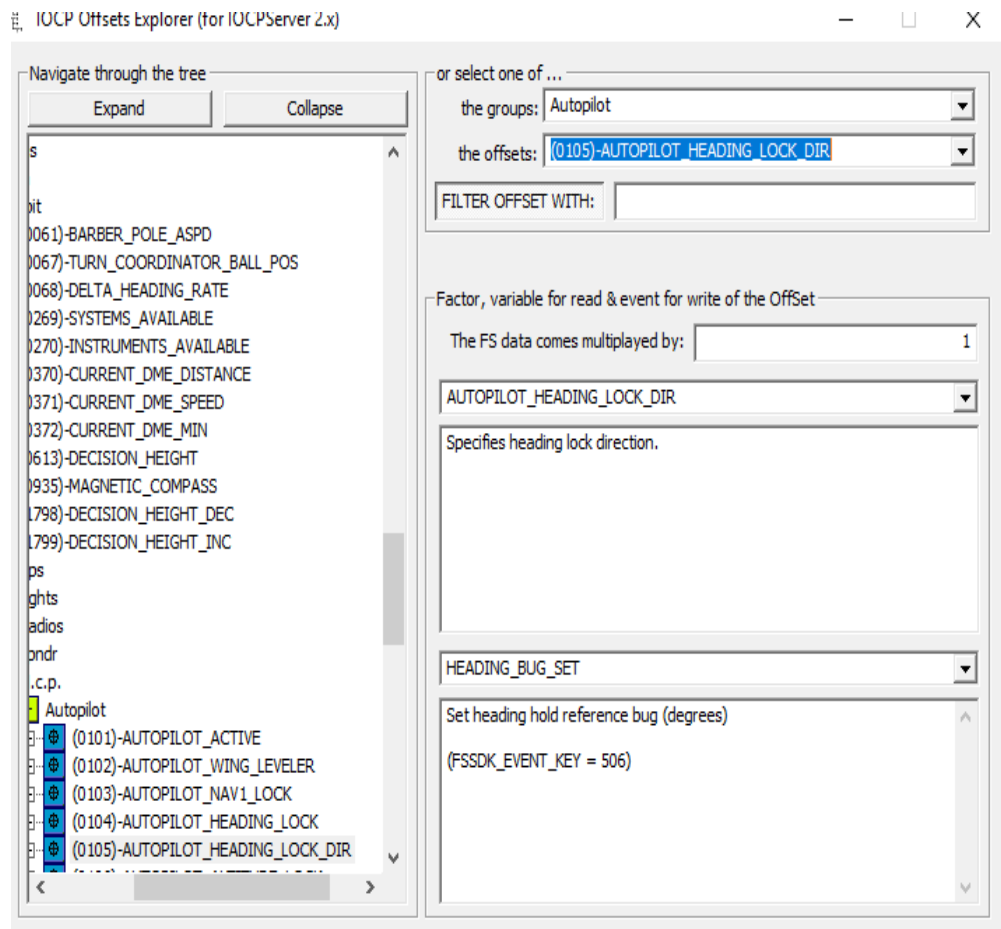 IOCP Offsets Explorer (for IOCPServer 2.x)
Navigate through the tree
Expand
Collapse
s
bit
0061)-BARBER_POLE_ASPD
0067)-TURN_COORDINATOR_BALL_POS
0068)-DELTA_HEADING_RATE
0269)-SYSTEMS_AVAILABLE
0270)-INSTRUMENTS_AVAILABLE
0370)-CURRENT_DME_DISTANCE
0371)-CURRENT_DME_SPEED
0372)-CURRENT_DME_MIN
0613)-DECISION_HEIGHT
0935)-MAGNETIC_COMPASS
1798)-DECISION_HEIGHT_DEC
1799)-DECISION_HEIGHT_INC
ps
ghts
adios
ondr
.c.p.
Autopilot
(0101)-AUTOPILOT_ACTIVE
(0102)-AUTOPILOT_WING_LEVELER
(0103)-AUTOPILOT_NAV1_LOCK
(0104)-AUTOPILOT_HEADING_LOCK
(0105)-AUTOPILOT_HEADING_LOCK_DIR
or select one of ...
the groups: Autopilot
the offsets: (0105)-AUTOPILOT_HEADING_LOCK_DIR
FILTER OFFSET WITH:
Factor, variable for read & event for write of the OffSet
The FS data comes multiplayed by: 1
AUTOPILOT_HEADING_LOCK_DIR
Specifies heading lock direction.
HEADING_BUG_SET
Set heading hold reference bug (degrees)
(FSSDK_EVENT_KEY = 506)